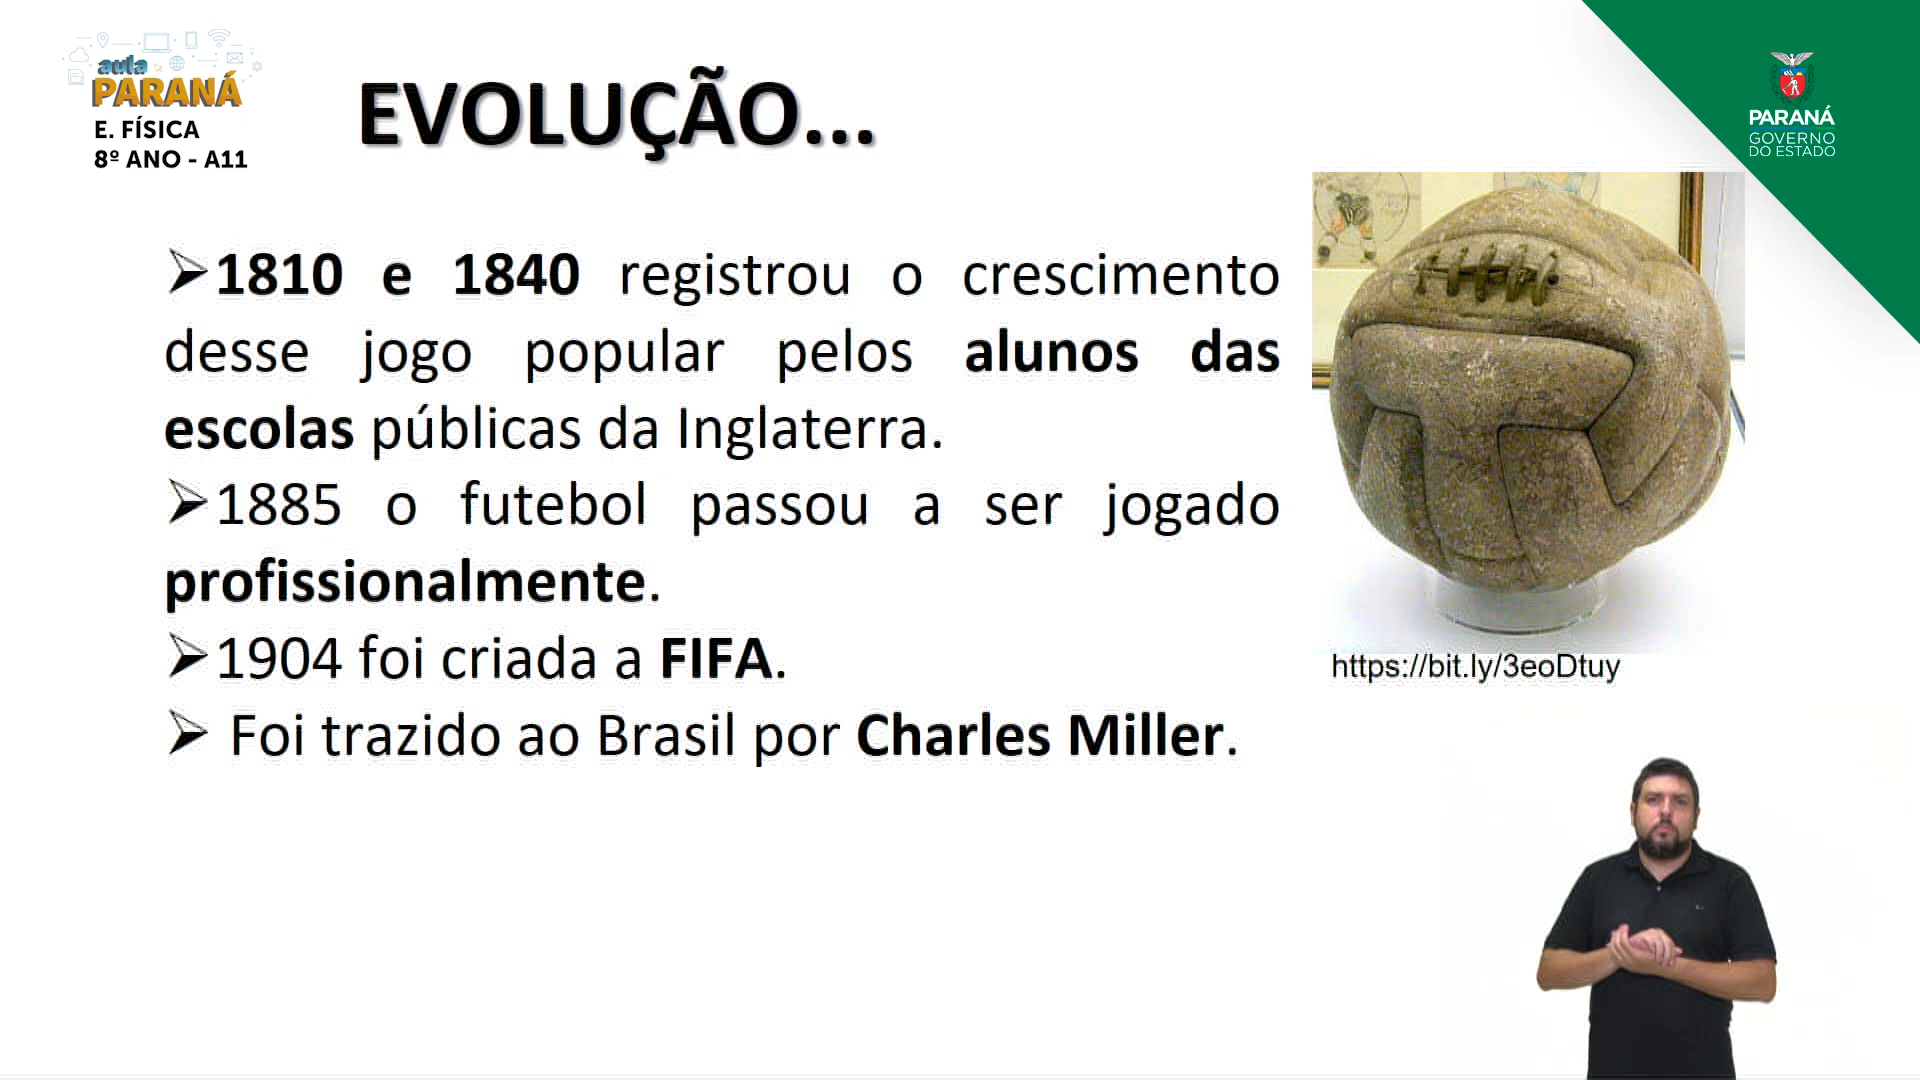 aula
PARANÁ
E. FÍSICA
8º ANO - A11
EVOLUÇÃO...
PARANÁ
GOVERNO
DO ESTADO
➢1810 e 1840 registrou o crescimento
desse jogo popular pelos alunos das
escolas públicas da Inglaterra.
➢1885 o futebol passou a ser jogado
profissionalmente.
➢1904 foi criada a FIFA.
➢ Foi trazido ao Brasil por Charles Miller.
https://bit.ly/3eoDtuy